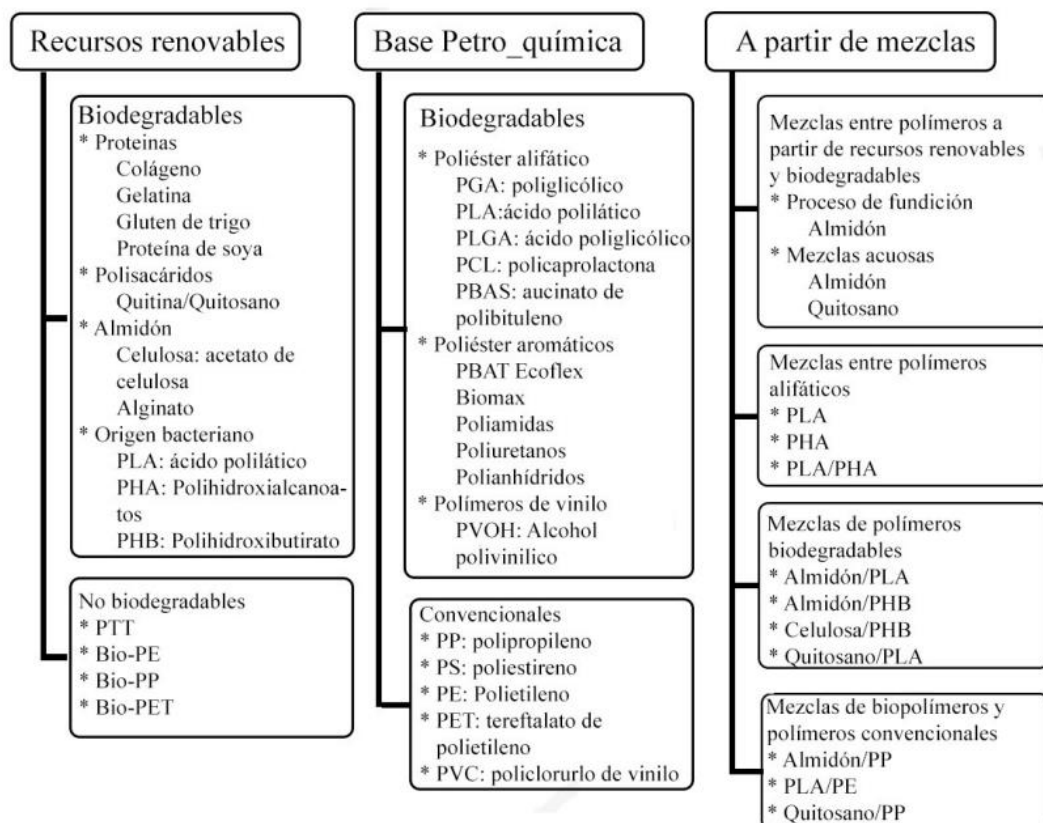 Recursos renovables
Biodegradables
* Proteinas
Colágeno
Gelatina
Gluten de trigo
Proteína de soya
* Polisacáridos
Quitina/Quitosano
* Almidón
Celulosa: acetato de
celulosa
Alginato
* Origen bacteriano
PLA: ácido polilático
PHA: Polihidroxialcanoa-
tos
PHB: Polihidroxibutirato
No biodegradables
* PTT
* Bio-PE
* Bio-PP
* Bio-PET
Base Petro_química
Biodegradables
* Poliéster alifático
PGA: poliglicólico
PLA:ácido polilático
PLGA: ácido poliglicólico
PCL: policaprolactona
PBAS: aucinato de
polibituleno
* Poliéster aromáticos
PBAT Ecoflex
Biomax
Poliamidas
Poliuretanos
Polianhídridos
* Polímeros de vinilo
PVOH: Alcohol
polivinilico
Convencionales
* PP: polipropileno
* PS: poliestireno
* PE: Polietileno
* PET: tereftalato de
polietileno
* PVC: policlorurlo de vinilo
A partir de mezclas
Mezclas entre polímeros a
partir de recursos renovables
y biodegradables
* Proceso de fundición
Almidón
* Mezclas acuosas
Almidón
Quitosano
Mezclas entre polímeros
alifáticos
* PLA
* PHA
* PLA/PHA
Mezclas de polímeros
biodegradables
* Almidón/PLA
* Almidón/PHB
* Celulosa/PHB
* Quitosano/PLA
Mezclas de biopolímeros y
polímeros convencionales
* Almidón/PP
* PLA/PE
* Quitosano/PP